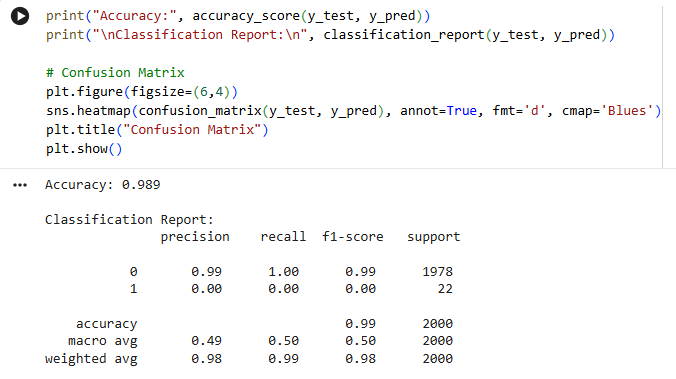 print("Accuracy:", accuracy_score(y_test, y_pred))
print("\nClassification Report:\n", classification_report(y_test, y_pred))
# Confusion Matrix
plt.figure(figsize=(6,4))
sns.heatmap(confusion_matrix(y_test, y_pred), annot=True, fmt='d', cmap='Blues')
plt.title("Confusion Matrix")
plt.show()
Accuracy: 0.989
Classification Report:
precision recall f1-score support
0 0.99 1.00 0.99 1978
1 0.00 0.00 0.00 22
accuracy 0.99 2000
macro avg 0.49 0.50 0.50 2000
weighted avg 0.98 0.99 0.98 2000